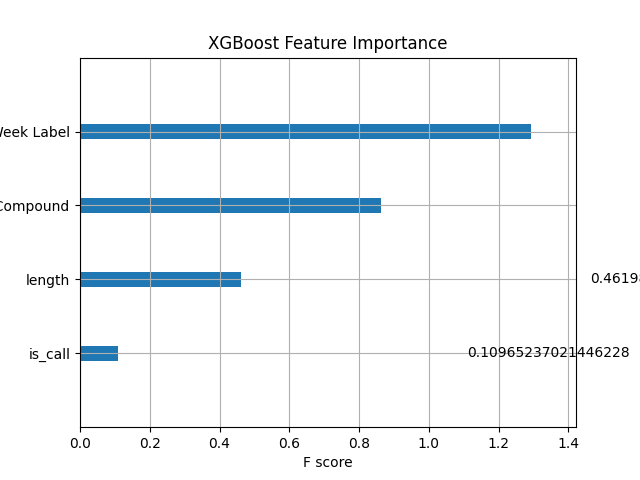 XGBoost Feature Importance
Week Label
Compound
length
0.4619
is_call
0.10965237021446228
0.0 0.2 0.4 0.6 0.8 1.0 1.2 1.4
F score